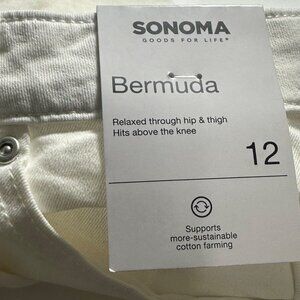 SONOMA
GOODS FOR LIFE®
Bermuda
Relaxed through hip & thigh
Hits above the knee
12
Supports
more-sustainable
cotton farming